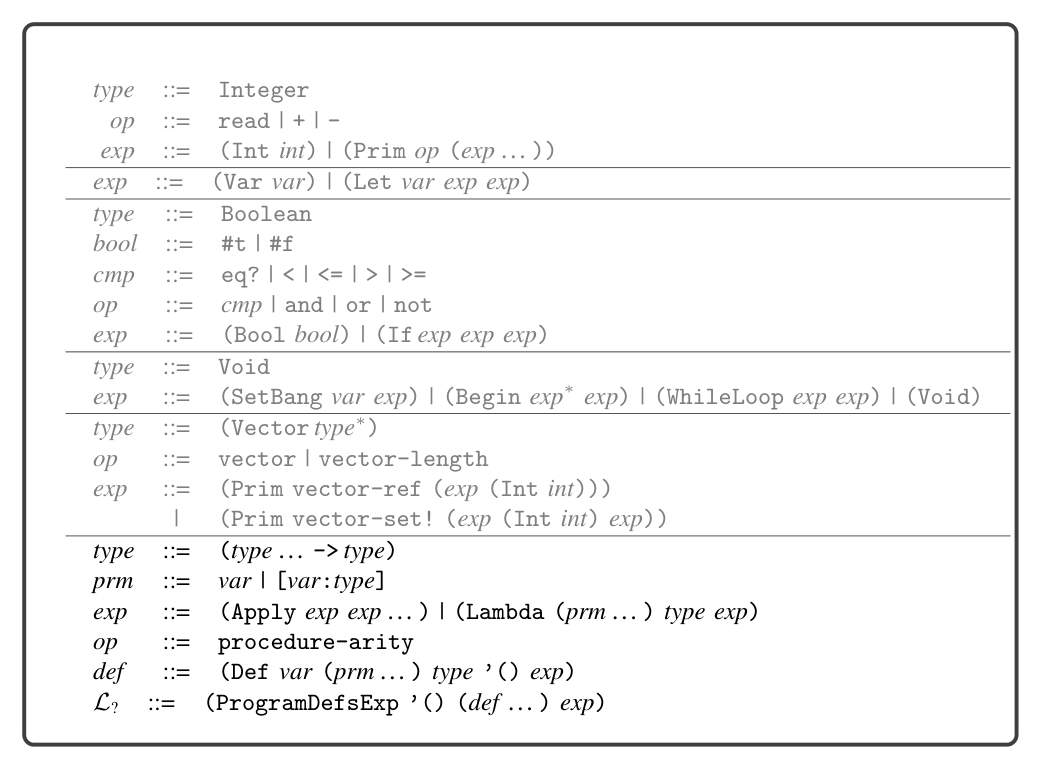 type ::= Integer
op ::= read | + | -
exp ::= (Int int) | (Prim op (exp ...))
exp ::= (Var var) | (Let var exp exp)
type ::= Boolean
bool ::= #t | #f
cmp ::= eq? | < | <= | > | >=
op ::= cmp | and | or | not
exp ::= (Bool bool) | (If exp exp exp)
type ::= Void
exp ::= (SetBang var exp) | (Begin exp* exp) | (WhileLoop exp exp) | (Void)
type ::= (Vector type*)
op ::= vector | vector-length
exp ::= (Prim vector-ref (exp (Int int)))
| (Prim vector-set! (exp (Int int) exp))
type ::= (type ... -> type)
prm ::= var | [var:type]
exp ::= (Apply exp exp ...) | (Lambda (prm ...) type exp)
op ::= procedure-arity
def ::= (Def var (prm ...) type ’() exp)
ℒ? ::= (ProgramDefsExp ’() (def ...) exp)